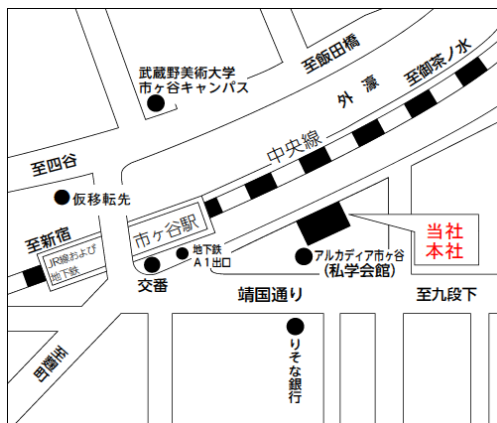 至飯田橋
武蔵野美術大学
市ヶ谷キャンパス
外濠
至御茶ノ水
中央線
至四谷
仮移転先
至新宿
市ヶ谷駅
JR線および
地下鉄
地下鉄
A1出口
交番
当社
本社
アルカディア市ヶ谷
(私学会館)
靖国通り
至九段下
りそな銀行
至麹町